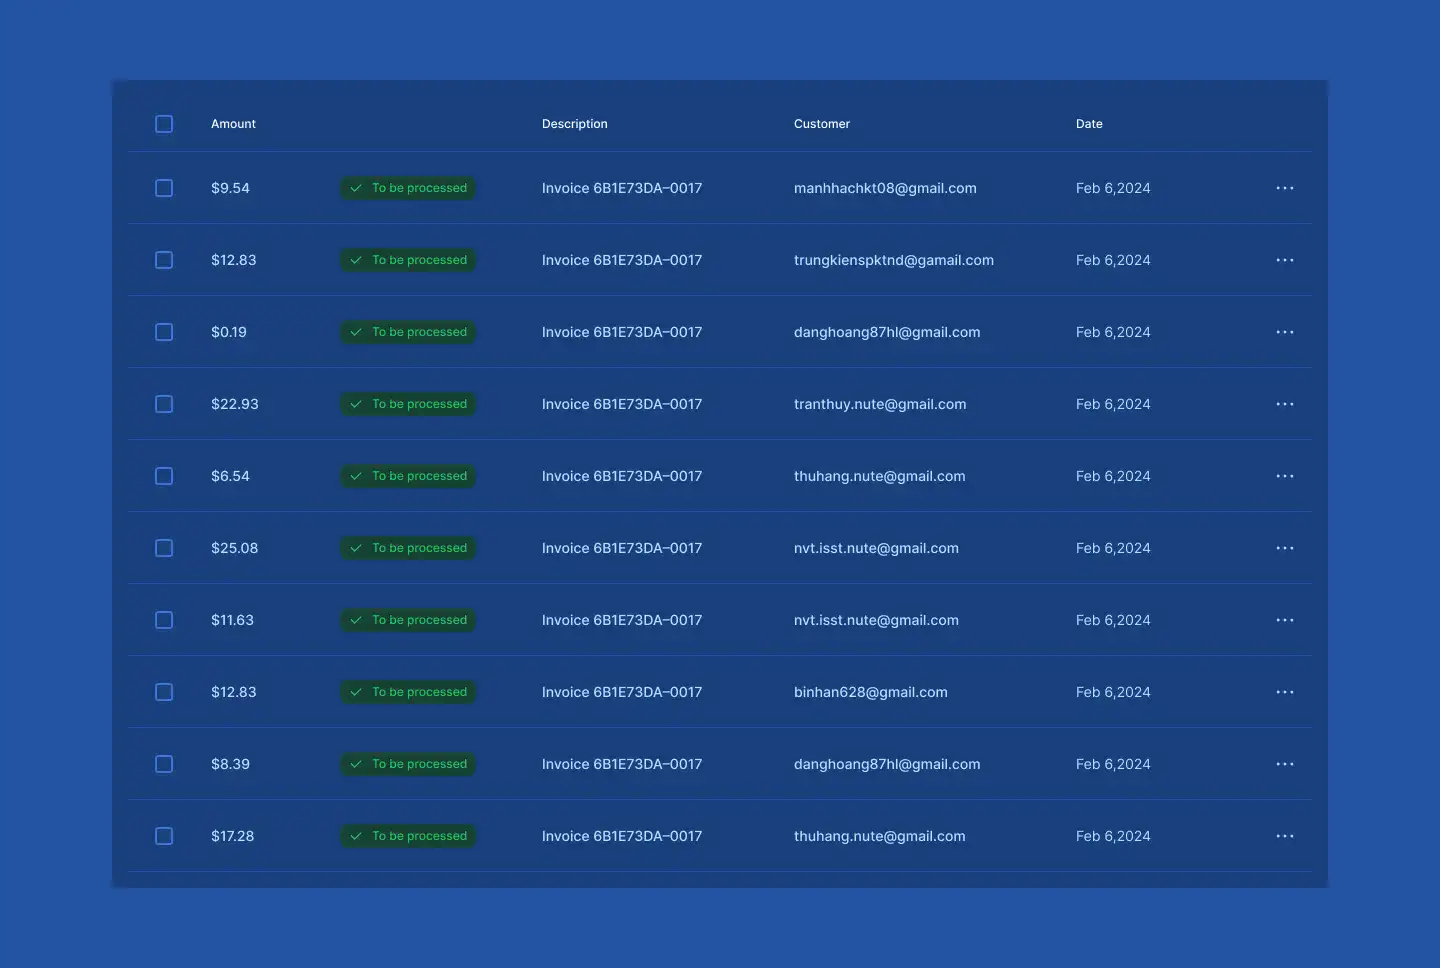 Amount Description Customer Date
$9.54 To be processed Invoice 6B1E73DA–0017 manhhachkt08@gmail.com Feb 6,2024
$12.83 To be processed Invoice 6B1E73DA–0017 trungkienspktnd@gamail.com Feb 6,2024
$0.19 To be processed Invoice 6B1E73DA–0017 danghoang87hl@gmail.com Feb 6,2024
$22.93 To be processed Invoice 6B1E73DA–0017 tranthuy.nute@gmail.com Feb 6,2024
$6.54 To be processed Invoice 6B1E73DA–0017 thuhang.nute@gmail.com Feb 6,2024
$25.08 To be processed Invoice 6B1E73DA–0017 nvt.isst.nute@gmail.com Feb 6,2024
$11.63 To be processed Invoice 6B1E73DA–0017 nvt.isst.nute@gmail.com Feb 6,2024
$12.83 To be processed Invoice 6B1E73DA–0017 binhan628@gmail.com Feb 6,2024
$8.39 To be processed Invoice 6B1E73DA–0017 danghoang87hl@gmail.com Feb 6,2024
$17.28 To be processed Invoice 6B1E73DA–0017 thuhang.nute@gmail.com Feb 6,2024